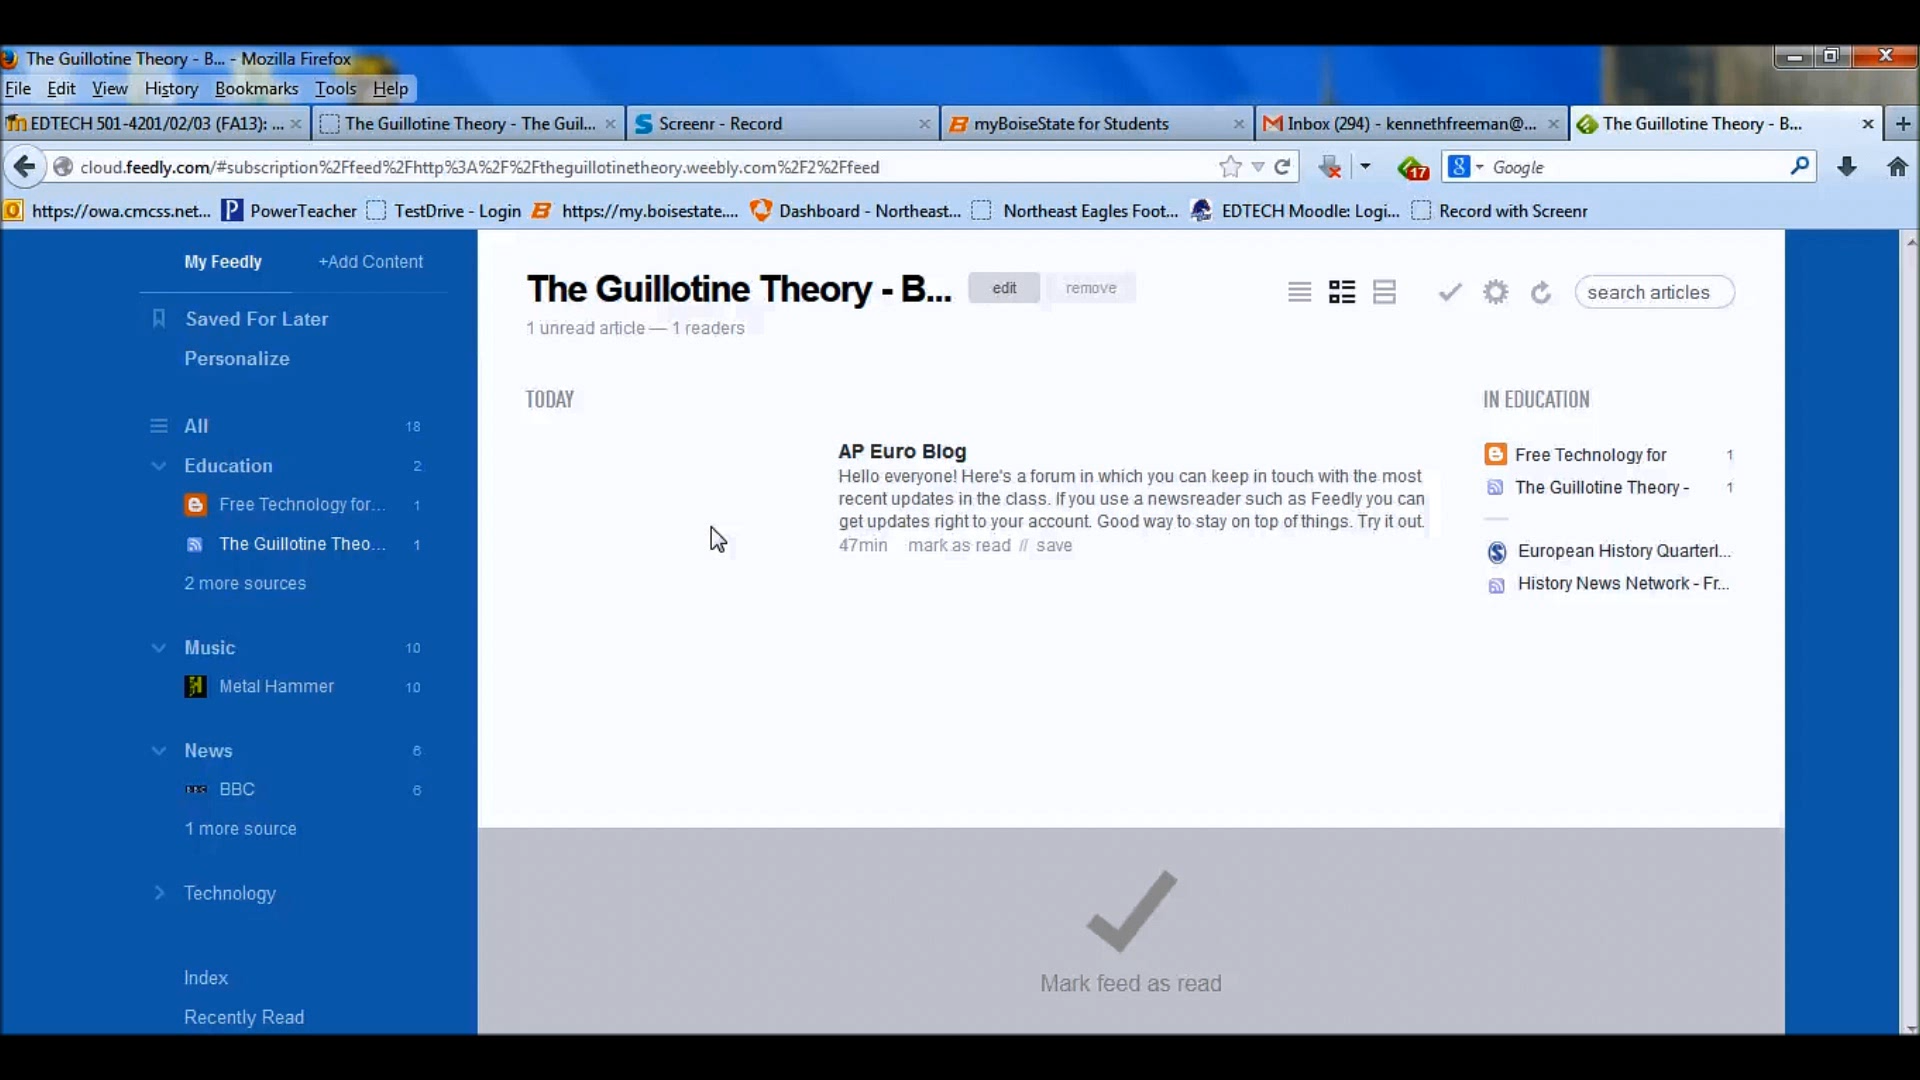 The Guillotine Theory - B... - Mozilla Firefox
File Edit View History Bookmarks Tools Help
EDTECH 501-4201/02/03 (FA13): ...
The Guillotine Theory - The Guil...
Screenr - Record
myBoiseState for Students
Inbox (294) - kennethfreeman@...
The Guillotine Theory - B...
cloud.feedly.com/#subscription%2Ffeed%2Fhttp%3A%2F%2Ftheguillotinetheory.weebly.com%2F2%2Ffeed
17
Google
https://owa.cmcss.net...
PowerTeacher
TestDrive - Login
https://my.boisestate....
Dashboard - Northeast...
Northeast Eagles Foot...
EDTECH Moodle: Logi...
Record with Screenr
My Feedly
+Add Content
Saved For Later
Personalize
All 18
Education 2
Free Technology for... 1
The Guillotine Theo... 1
2 more sources
Music 10
Metal Hammer 10
News 6
BBC 6
1 more source
Technology
Index
Recently Read
The Guillotine Theory - B...
edit
remove
1 unread article — 1 readers
search articles
TODAY
AP Euro Blog
Hello everyone! Here's a forum in which you can keep in touch with the most
recent updates in the class. If you use a newsreader such as Feedly you can
get updates right to your account. Good way to stay on top of things. Try it out.
47min mark as read // save
IN EDUCATION
Free Technology for 1
The Guillotine Theory - 1
European History Quarterl...
History News Network - Fr...
Mark feed as read